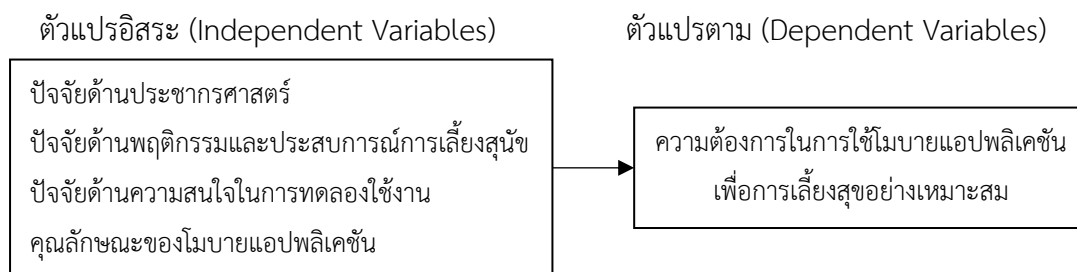 ตัวแปรอิสระ (Independent Variables)
ตัวแปรตาม (Dependent Variables)
ปัจจัยด้านประชากรศาสตร์
ปัจจัยด้านพฤติกรรมและประสบการณ์การเลี้ยงสุนัข
ปัจจัยด้านความสนใจในการทดลองใช้งาน
คุณลักษณะของโมบายแอปพลิเคชัน
ความต้องการในการใช้โมบายแอปพลิเคชัน
เพื่อการเลี้ยงสุขอย่างเหมาะสม